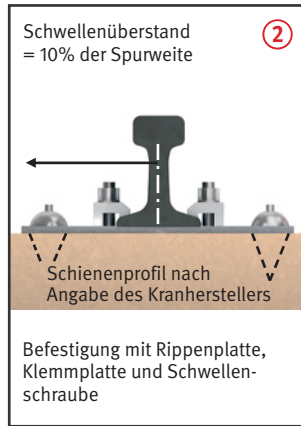 Schwellenüberstand
= 10% der Spurweite
2
Schienenprofil nach
Angabe des Kranherstellers
Befestigung mit Rippenplatte,
Klemmplatte und Schwellen-
schraube